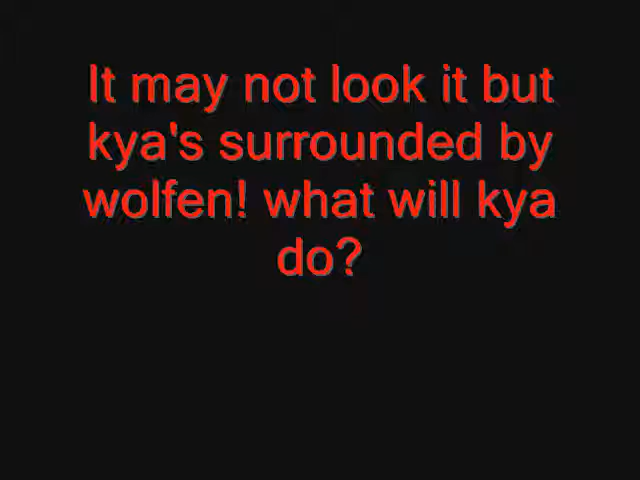 It may not look it but
kya's surrounded by
wolfen! what will kya
do?